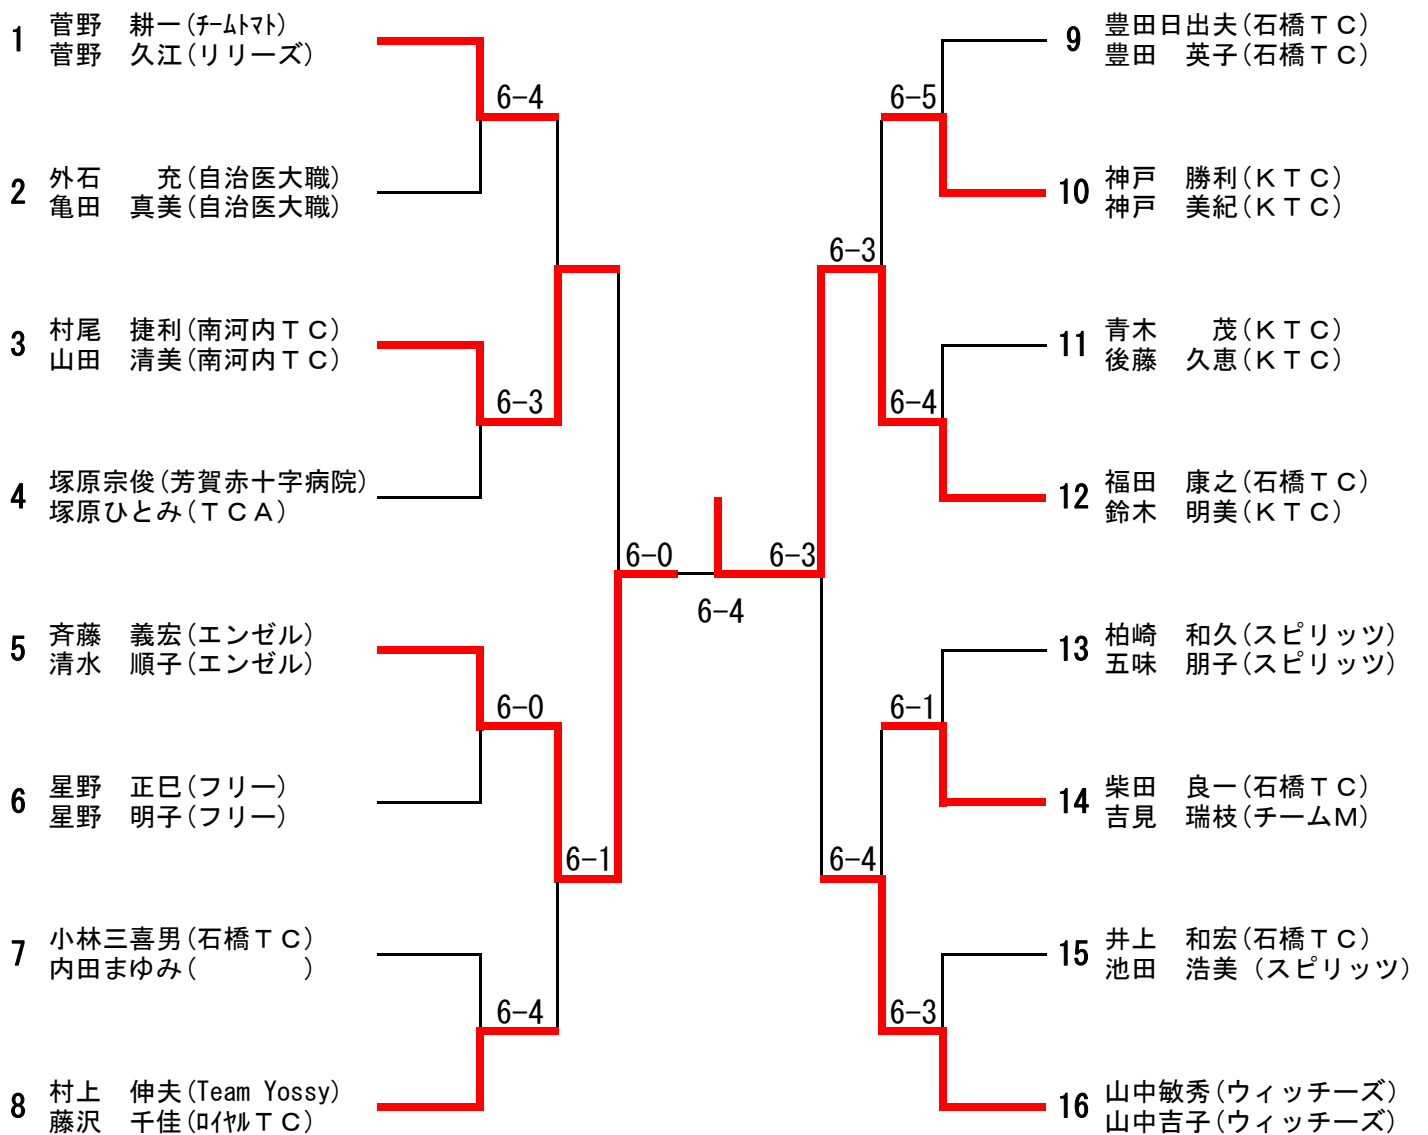 1 菅野　耕一(ﾁｰﾑﾄﾏﾄ)
菅野　久江(リリーズ)
6-4
2 外石　　充(自治医大職)
亀田　真美(自治医大職)
3 村尾　捷利(南河内ＴＣ)
山田　清美(南河内ＴＣ)
6-3
4 塚原宗俊(芳賀赤十字病院)
塚原ひとみ(ＴＣＡ)
6-0
5 斉藤　義宏(エンゼル)
清水　順子(エンゼル)
6-0
6 星野　正巳(フリー)
星野　明子(フリー)
6-1
7 小林三喜男(石橋ＴＣ)
内田まゆみ(　　　　)
6-4
8 村上　伸夫(Team Yossy)
藤沢　千佳(ﾛｲﾔﾙＴＣ)
6-4
9 豊田日出夫(石橋ＴＣ)
豊田　英子(石橋ＴＣ)
6-5
10 神戸　勝利(ＫＴＣ)
神戸　美紀(ＫＴＣ)
6-3
11 青木　　茂(ＫＴＣ)
後藤　久恵(ＫＴＣ)
6-4
12 福田　康之(石橋ＴＣ)
鈴木　明美(ＫＴＣ)
6-3
13 柏崎　和久(スピリッツ)
五味　朋子(スピリッツ)
6-1
14 柴田　良一(石橋ＴＣ)
吉見　瑞枝(チームＭ)
6-4
15 井上　和宏(石橋ＴＣ)
池田　浩美 (スピリッツ)
6-3
16 山中敏秀(ウィッチーズ)
山中吉子(ウィッチーズ)